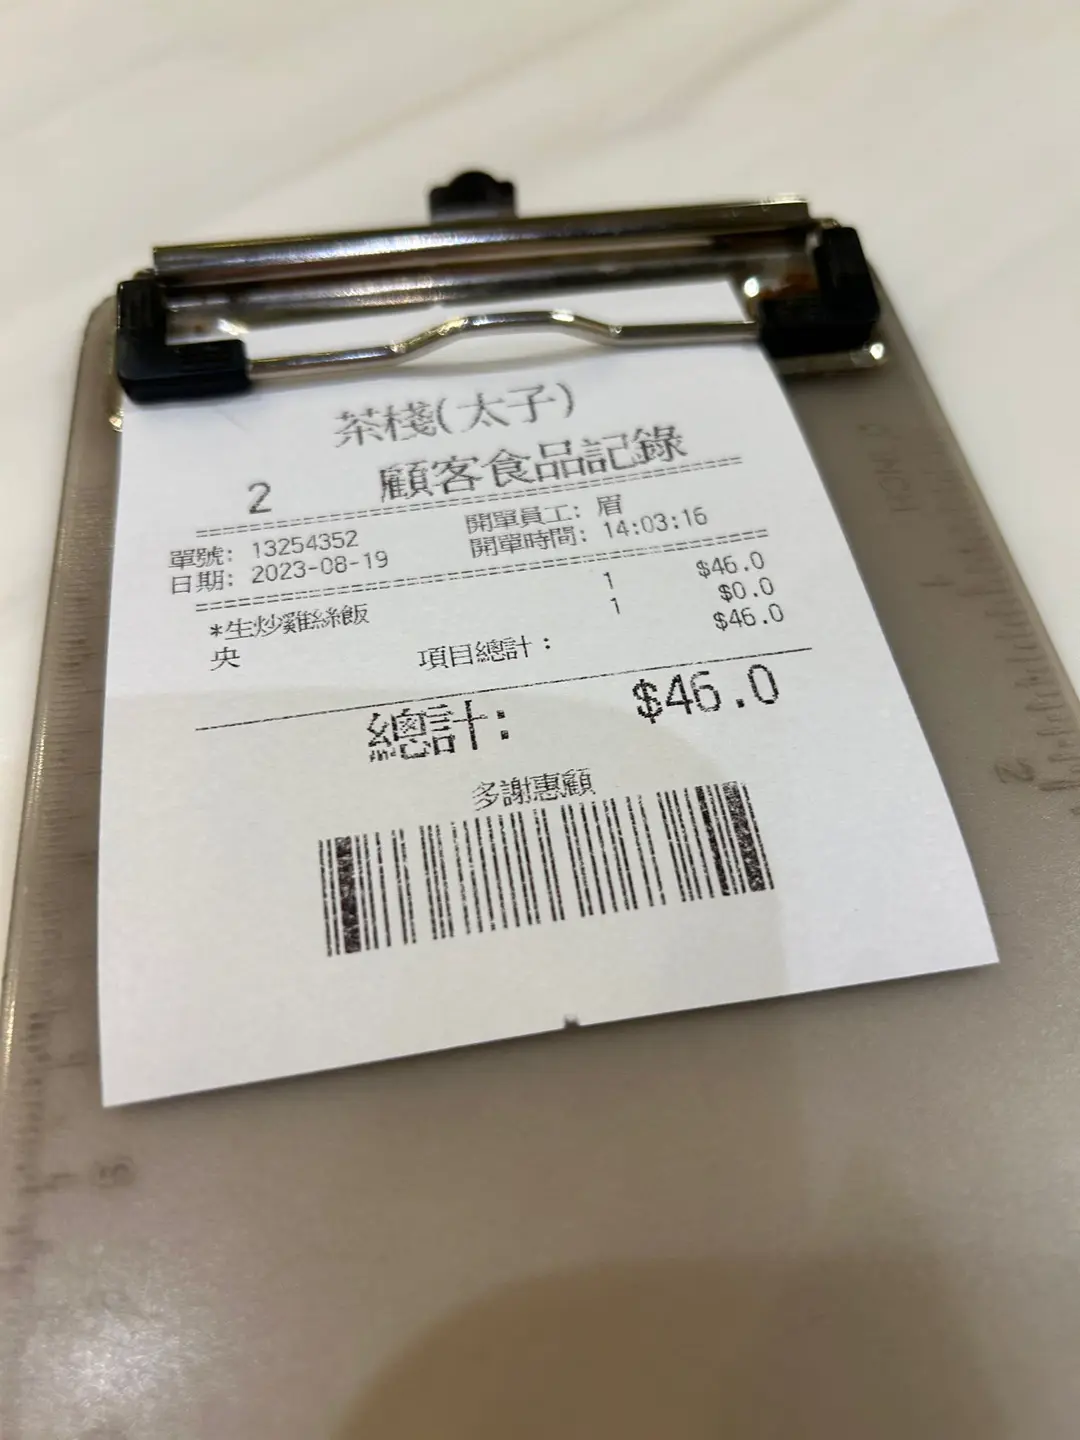 茶棧(太子)
2 顧客食品記錄
單號: 13254352 開單員工: 眉
日期: 2023-08-19 開單時間: 14:03:16
*生炒雞絲飯 1 $46.0
央 1 $0.0
項目總計: $46.0
總計: $46.0
多謝惠顧